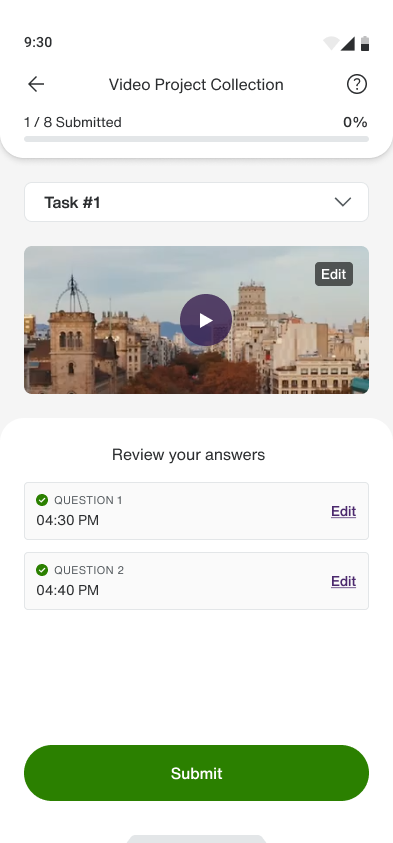 9:30
Video Project Collection
1 / 8 Submitted 0%
Task #1
Edit
Review your answers
QUESTION 1
04:30 PM
Edit
QUESTION 2
04:40 PM
Edit
Submit